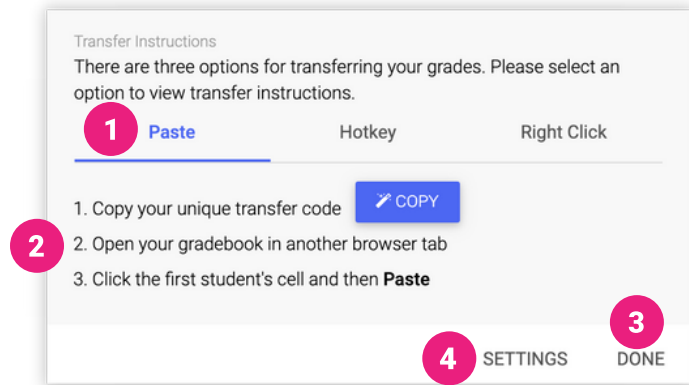 Transfer Instructions
There are three options for transferring your grades. Please select an
option to view transfer instructions.
1 Paste Hotkey Right Click
1. Copy your unique transfer code COPY
2 2. Open your gradebook in another browser tab
3. Click the first student's cell and then Paste
3
4 SETTINGS DONE